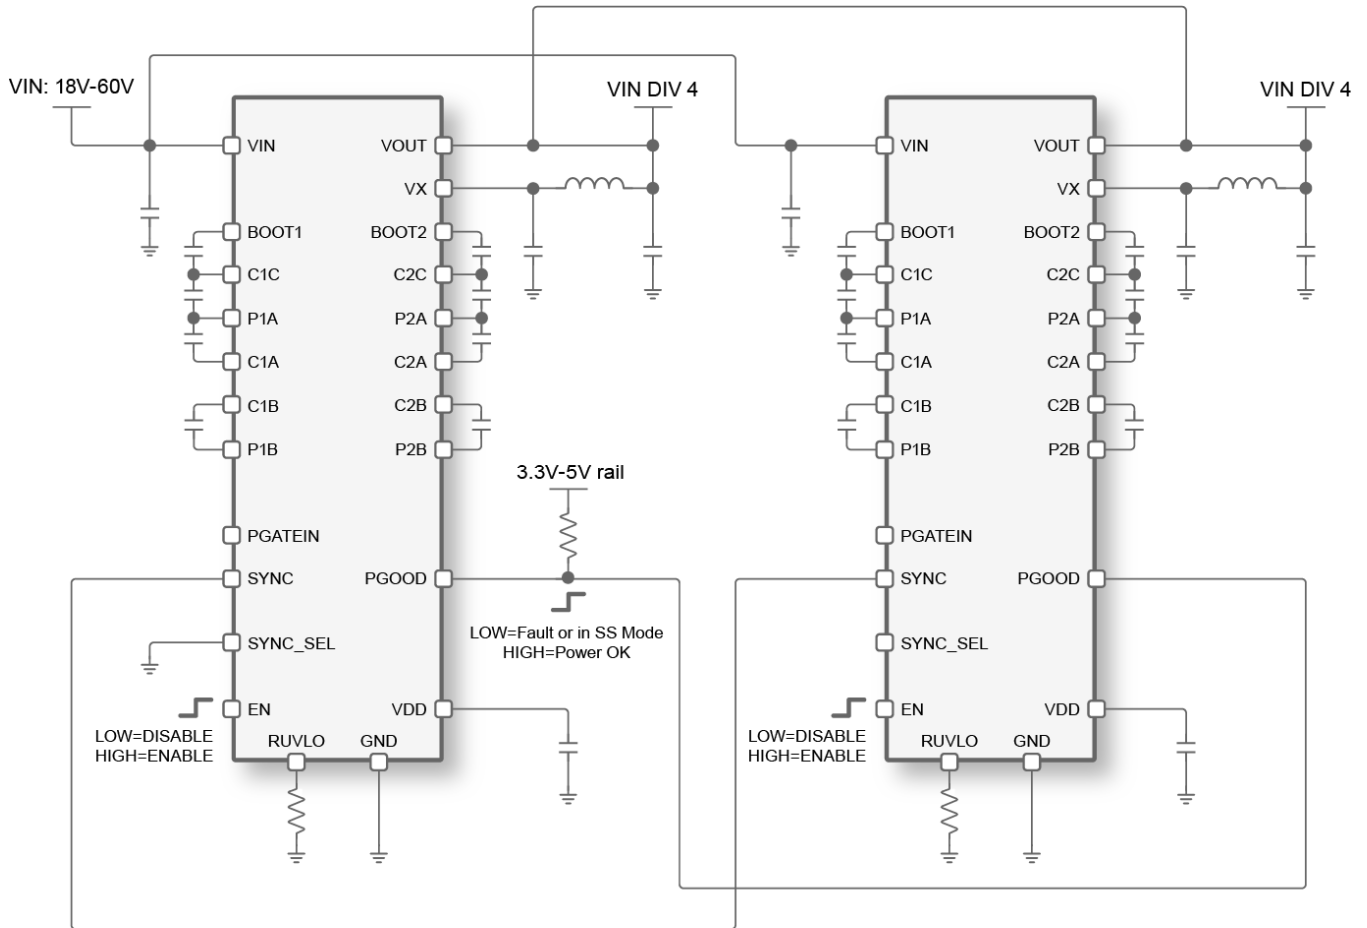 VIN: 18V-60V
VIN DIV 4
VIN DIV 4
VIN
VOUT
VX
BOOT1
BOOT2
C1C
C2C
P1A
P2A
C1A
C2A
C1B
C2B
P1B
P2B
PGATEIN
SYNC
PGOOD
SYNC_SEL
EN
VDD
RUVLO
GND
LOW=DISABLE
HIGH=ENABLE
3.3V-5V rail
LOW=Fault or in SS Mode
HIGH=Power OK
VIN
VOUT
VX
BOOT1
BOOT2
C1C
C2C
P1A
P2A
C1A
C2A
C1B
C2B
P1B
P2B
PGATEIN
SYNC
PGOOD
SYNC_SEL
EN
VDD
RUVLO
GND
LOW=DISABLE
HIGH=ENABLE